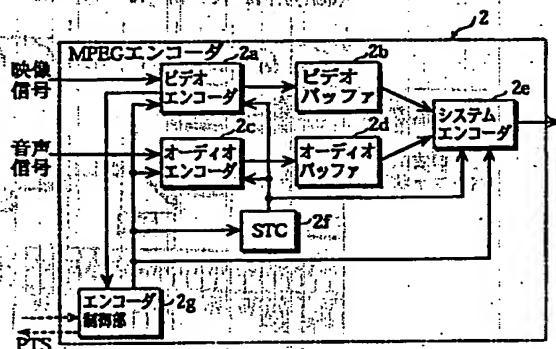 2
MPEGエンコーダ
映像
信号
2a
ビデオ
エンコーダ
2b
ビデオ
バッファ
2e
システム
エンコーダ
音声
信号
2c
オーディオ
エンコーダ
2d
オーディオ
バッファ
STC
2f
エンコーダ
制御部
2g
PTS